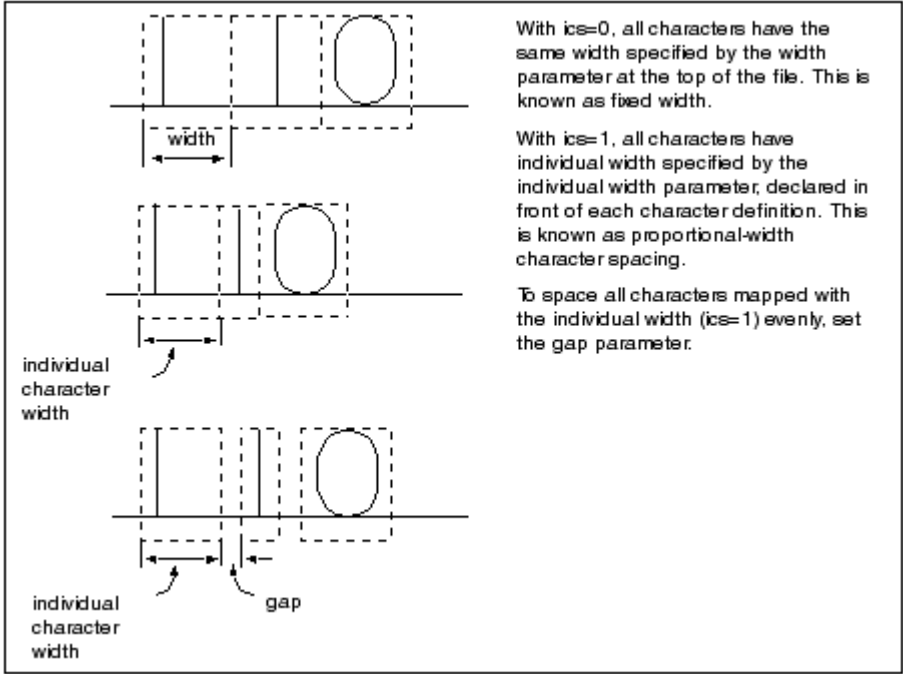 With ics=0, all characters have the
same width specified by the width
parameter at the top of the file. This is
known as fixed width.
With ics=1, all characters have
individual width specified by the
individual width parameter, declared in
front of each character definition. This
is known as proportional-width
character spacing.
To space all characters mapped with
the individual width (ics=1) evenly, set
the gap parameter.
width
individual
character
width
individual
character
width
gap